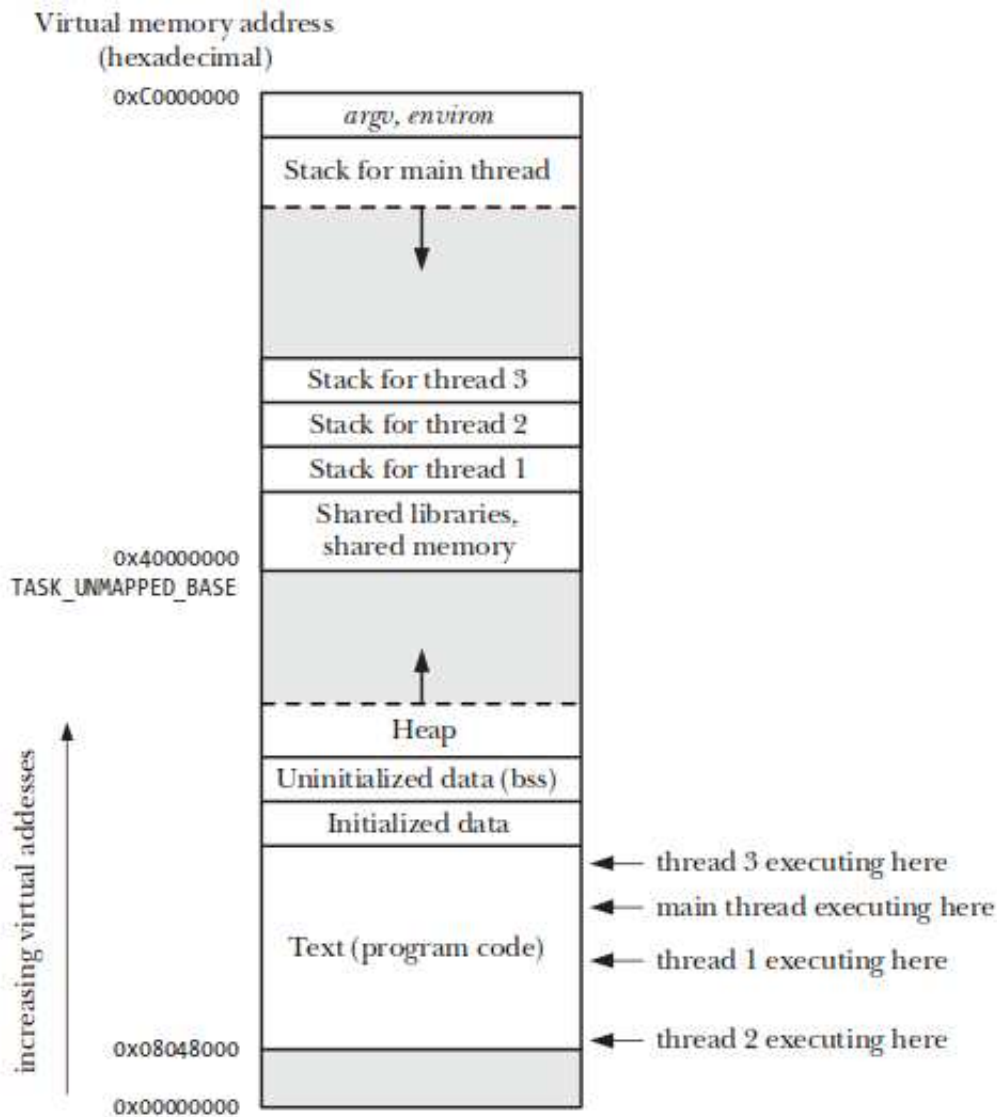 Virtual memory address
(hexadecimal)
0xC0000000
argv, environ
Stack for main thread
Stack for thread 3
Stack for thread 2
Stack for thread 1
Shared libraries,
shared memory
0x40000000
TASK_UNMAPPED_BASE
Heap
Uninitialized data (bss)
Initialized data
increasing virtual addesses
thread 3 executing here
main thread executing here
Text (program code)
thread 1 executing here
thread 2 executing here
0x08048000
0x00000000